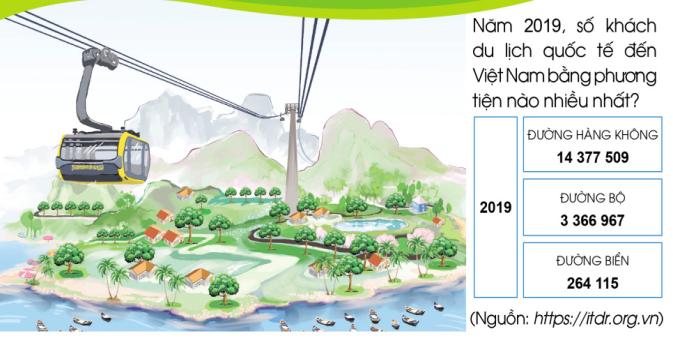 Năm 2019, số khách
du lịch quốc tế đến
Việt Nam bằng phương
tiện nào nhiều nhất?
2019
ĐƯỜNG HÀNG KHÔNG
14 377 509
ĐƯỜNG BỘ
3 366 967
ĐƯỜNG BIỂN
264 115
(Nguồn: https://itdr.org.vn)